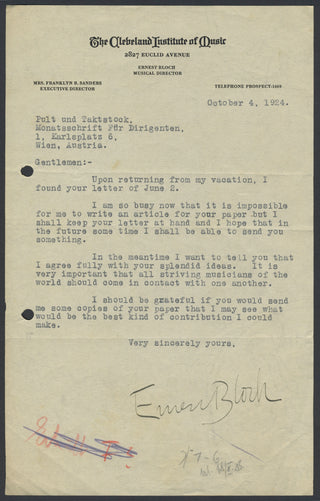 The Cleveland Institute of Music
2827 EUCLID AVENUE
ERNEST BLOCH
MUSICAL DIRECTOR
MRS. FRANKLYN B. SANDERS
EXECUTIVE DIRECTOR
TELEPHONE PROSPECT-1469
October 4, 1924.
Pult und Taktstock,
Monatsschrift Für Dirigenten,
1, Karlsplatz 6,
Wien, Austria.
Gentlemen:-
Upon returning from my vacation, I
found your letter of June 2.
I am so busy now that it is impossible
for me to write an article for your paper but I
shall keep your letter at hand and I hope that in
the future some time I shall be able to send you
something.
In the meantime I want to tell you that
I agree fully with your splendid ideas. It is
very important that all striving musicians of the
world should come in contact with one another.
I should be grateful if you would send
me some copies of your paper that I may see what
would be the best kind of contribution I could
make.
Very sincerely yours,
Ernest Bloch